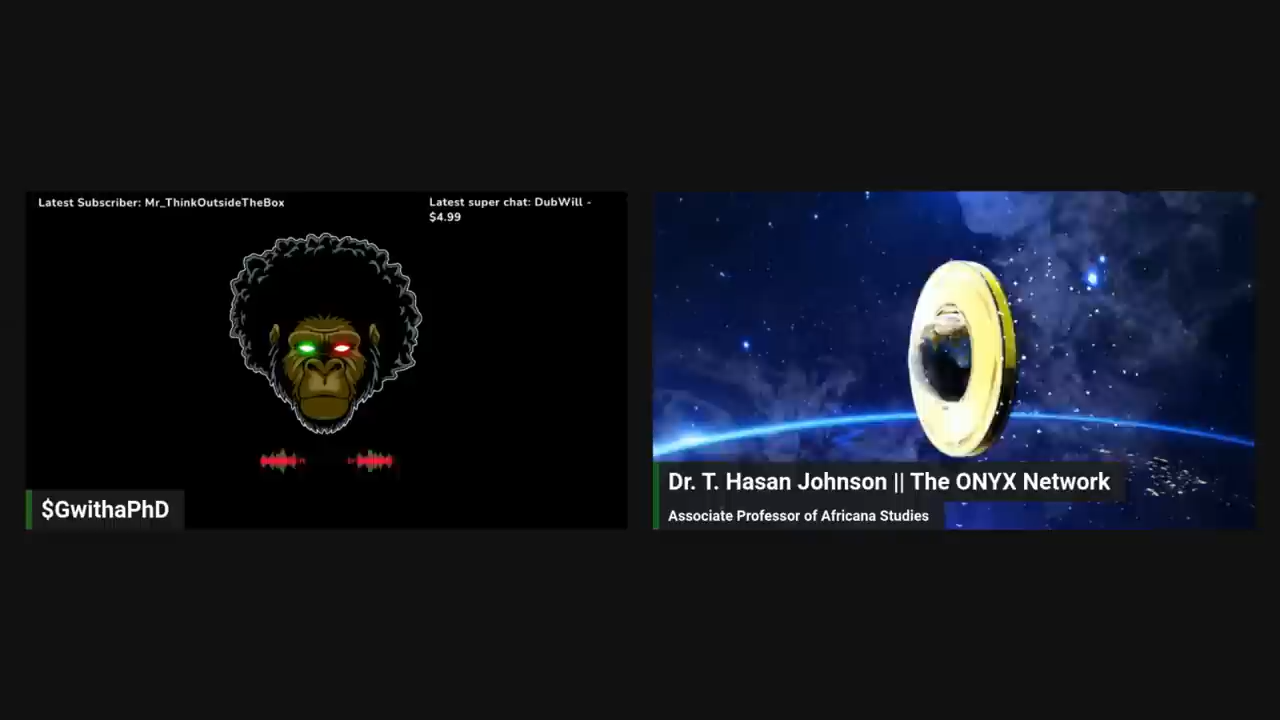 Latest Subscriber: Mr_ThinkOutsideTheBox
Latest super chat: DubWill -
$4.99
$GwithaPhD
Dr. T. Hasan Johnson || The ONYX Network
Associate Professor of Africana Studies